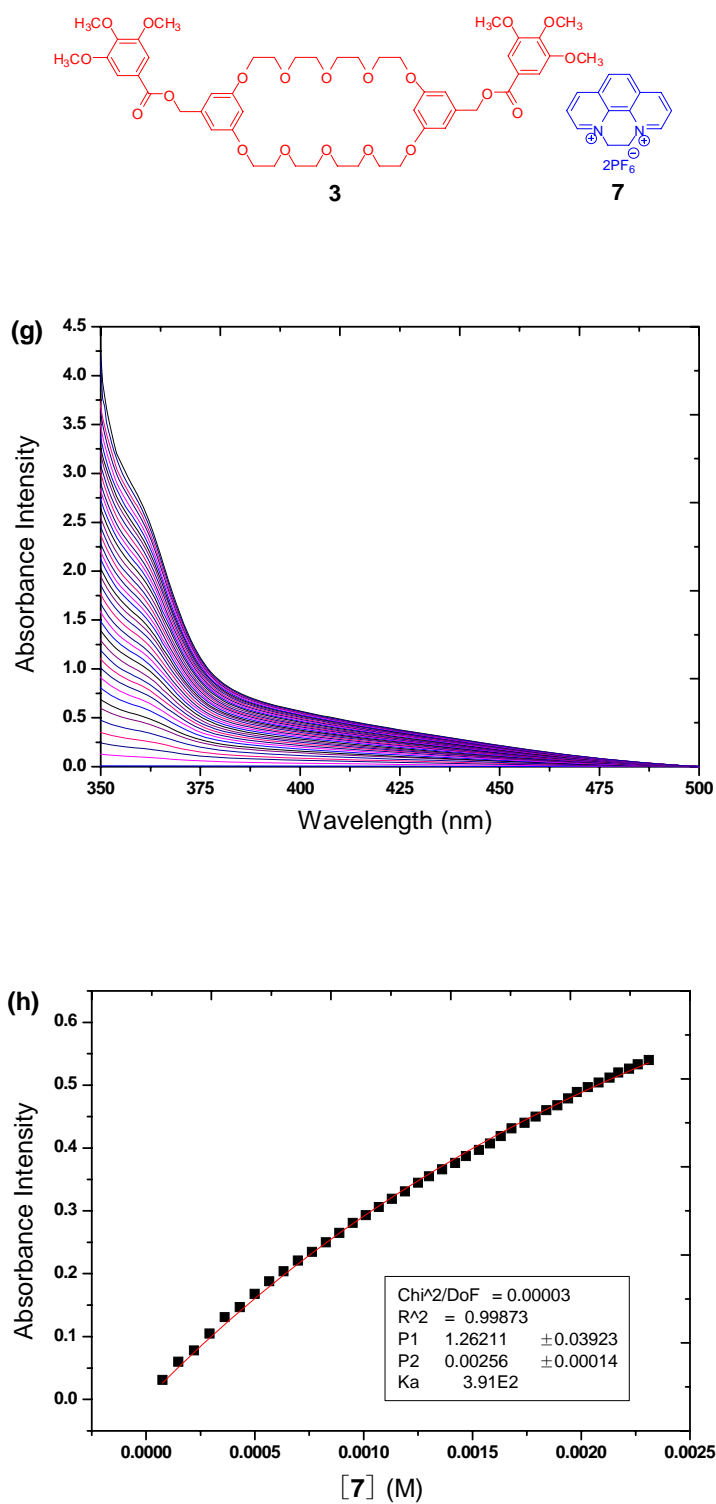 OCH3
H3CO OCH3
H3CO
O O
O O O O O
O O
O O O O O
OCH3
H3CO OCH3
OCH3
O O
N N
+ +
−
2PF6
3 7
(g)
4.5
4.0
3.5
3.0
2.5
2.0
1.5
1.0
0.5
0.0
Absorbance Intensity
350 375 400 425 450 475 500
Wavelength (nm)
(h)
0.6
0.5
0.4
0.3
0.2
0.1
0.0
Absorbance Intensity
Chi^2/DoF = 0.00003
R^2 = 0.99873
P1 1.26211 ±0.03923
P2 0.00256 ±0.00014
Ka 3.91E2
0.0000 0.0005 0.0010 0.0015 0.0020 0.0025
[7] (M)